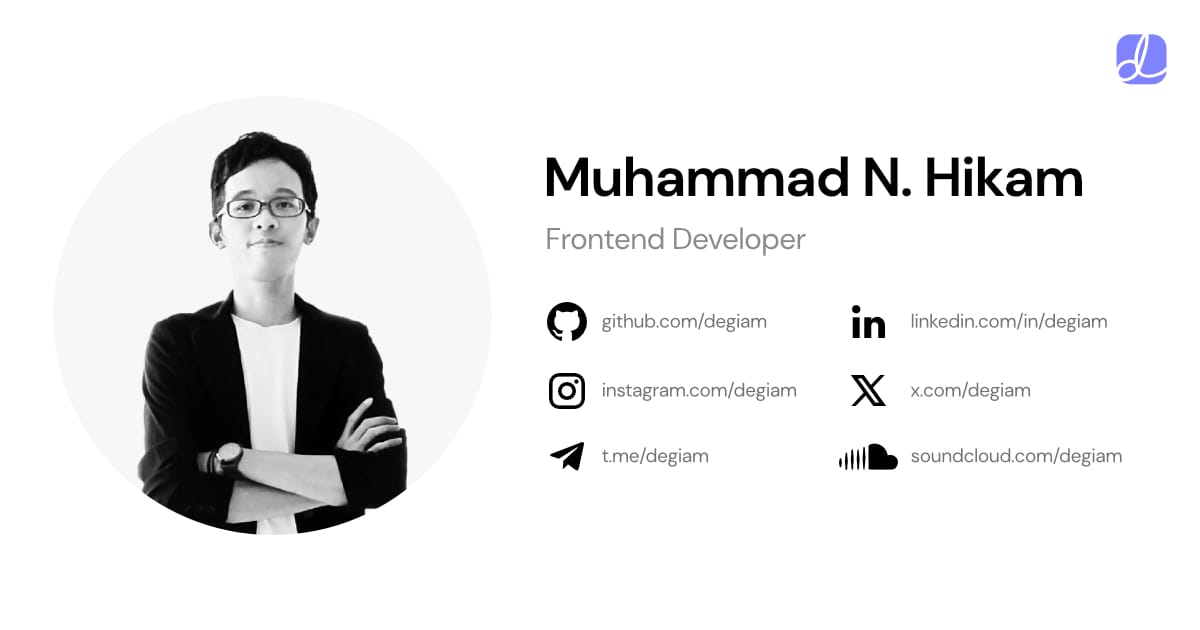 Muhammad N. Hikam
Frontend Developer
github.com/degiam
linkedin.com/in/degiam
instagram.com/degiam
x.com/degiam
t.me/degiam
soundcloud.com/degiam